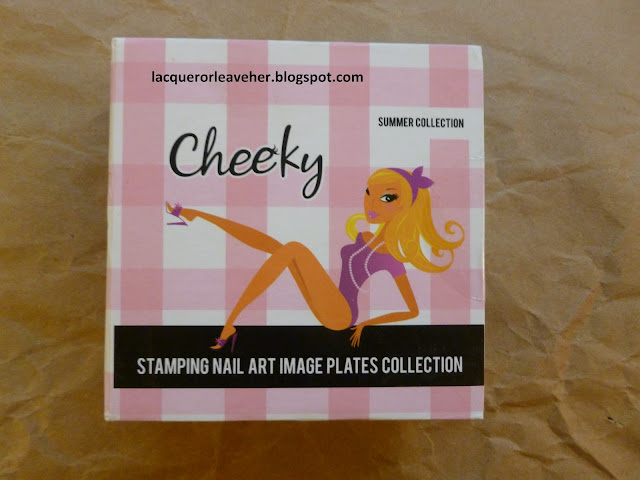 lacquerorleaveher.blogspot.com
SUMMER COLLECTION
Cheeky
STAMPING NAIL ART IMAGE PLATES COLLECTION